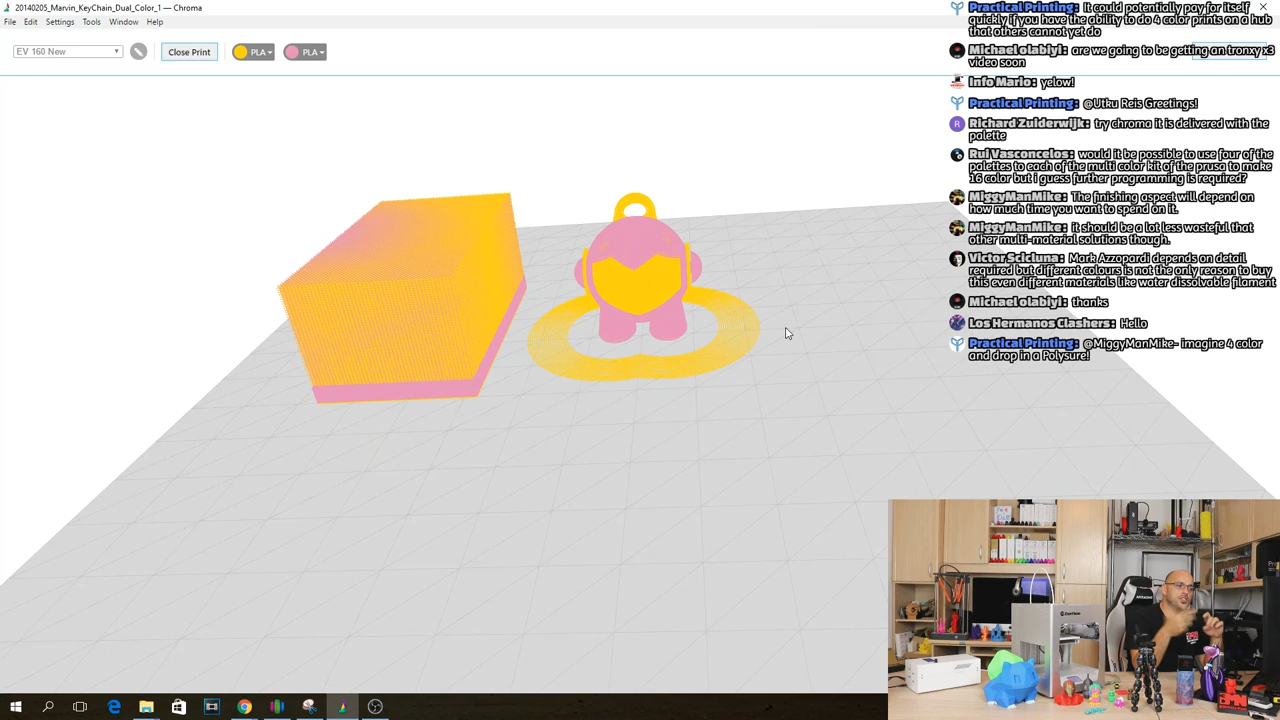 20140205_Marvin_KeyChain_Dual_Color_1 — Chroma
File Edit Settings Tools Window Help
EV 160 New
Close Print
PLA
PLA
Practical Printing: It could potentially pay for itself
quickly if you have the ability to do 4 color prints on a hub
that others cannot yet do
Michael olabiyi: are we going to be getting an tronxy x3
video soon
Info Mario: yelow!
Practical Printing: @Utku Reis Greetings!
R
Richard Zuiderwijk: try chroma it is delivered with the
palette
Rui Vasconcelos: would it be possible to use four of the
palettes to each of the multi color kit of the prusa to make
16 color but i guess further programming is required?
MiggyManMike: The finishing aspect will depend on
how much time you want to spend on it.
MiggyManMike: it should be a lot less wasteful that
other multi-material solutions though.
Victor.Scicluna: Mark Azzopardi depends on detail
required but different colours is not the only reason to buy
this even different materials like water dissolvable filament
Michael olabiyi: thanks
Los Hermanos Clashers: Hello
Practical Printing: @MiggyManMike- imagine 4 color
and drop in a Polysure!